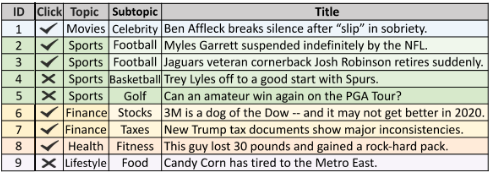 ID Click Topic Subtopic Title
1 ✓ Movies Celebrity Ben Affleck breaks silence after “slip” in sobriety.
2 ✓ Sports Football Myles Garrett suspended indefinitely by the NFL.
3 ✓ Sports Football Jaguars veteran cornerback Josh Robinson retires suddenly.
4 ✕ Sports Basketball Trey Lyles off to a good start with Spurs.
5 ✕ Sports Golf Can an amateur win again on the PGA Tour?
6 ✓ Finance Stocks 3M is a dog of the Dow -- and it may not get better in 2020.
7 ✓ Finance Taxes New Trump tax documents show major inconsistencies.
8 ✓ Health Fitness This guy lost 30 pounds and gained a rock-hard pack.
9 ✕ Lifestyle Food Candy Corn has tired to the Metro East.